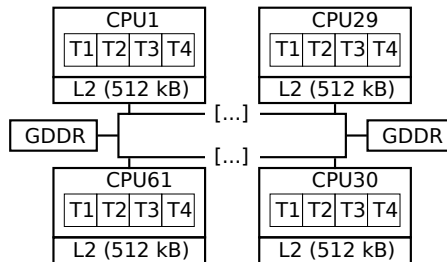 CPU1 CPU29
T1 T2 T3 T4 T1 T2 T3 T4
L2 (512 kB) L2 (512 kB)
[...]
GDDR GDDR
[...]
CPU61 CPU30
T1 T2 T3 T4 T1 T2 T3 T4
L2 (512 kB) L2 (512 kB)